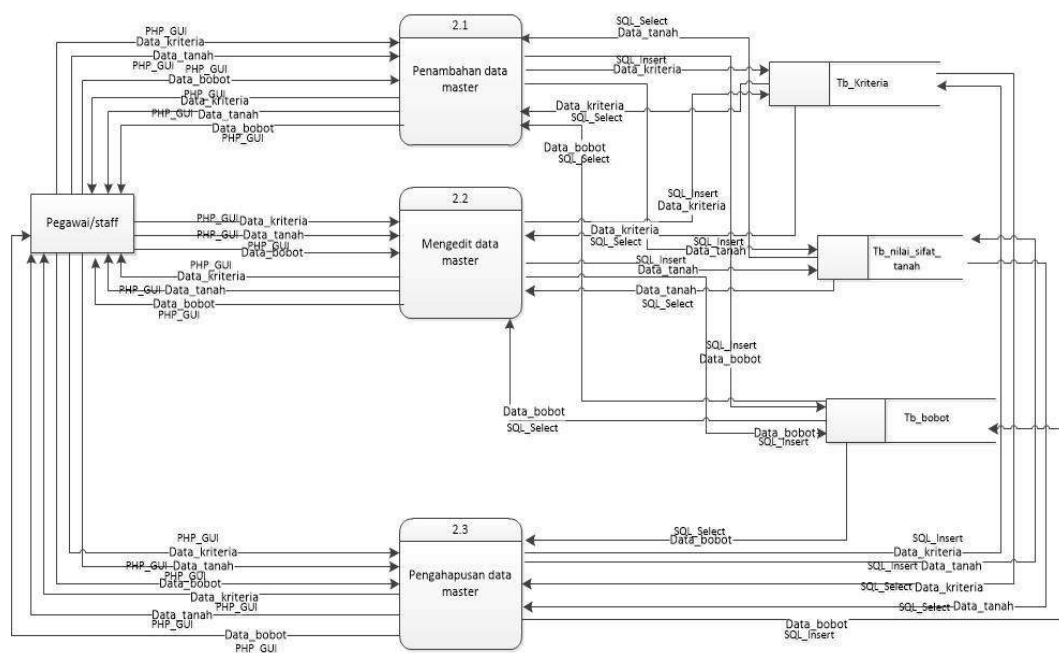 PHP_GUI
Data_kriteria
Data_tanah
PHP_GUI
PHP_GUI
PHP_GUI
Data_bobot
PHP_GUI
Data_kriteria
PHP_GUI
Data_tanah
Data_bobot
PHP_GUI
2.1
Penambahan data
master
SQL_Select
Data_tanah
SQL_Insert
Data_kriteria
Tb_Kriteria
Data_kriteria
SQL_Select
Data_bobot
SQL_Select
Pegawai/staff
PHP_GUI
Data_kriteria
PHP_GUI
Data_tanah
PHP_GUI
Data_bobot
PHP_GUI
Data_kriteria
PHP_GUI
Data_tanah
Data_bobot
PHP_GUI
2.2
Mengedit data
master
SQL_Insert
Data_kriteria
Data_kriteria
SQL_Select
SQL_Insert
Data_tanah
Tb_nilai_sifat_
tanah
SQL_Insert
Data_tanah
Data_tanah
SQL_Select
SQL_Insert
Data_bobot
Data_bobot
SQL_Select
Tb_bobot
Data_bobot
SQL_Insert
PHP_GUI
Data_kriteria
PHP_GUI
Data_tanah
PHP_GUI
Data_bobot
Data_kriteria
PHP_GUI
Data_tanah
PHP_GUI
Data_bobot
PHP_GUI
2.3
Pengahapusan data
master
SQL_Select
Data_bobot
SQL_Insert
Data_kriteria
SQL_Insert
Data_tanah
SQL_Select
Data_kriteria
SQL_Select
Data_tanah
Data_bobot
SQL_Insert